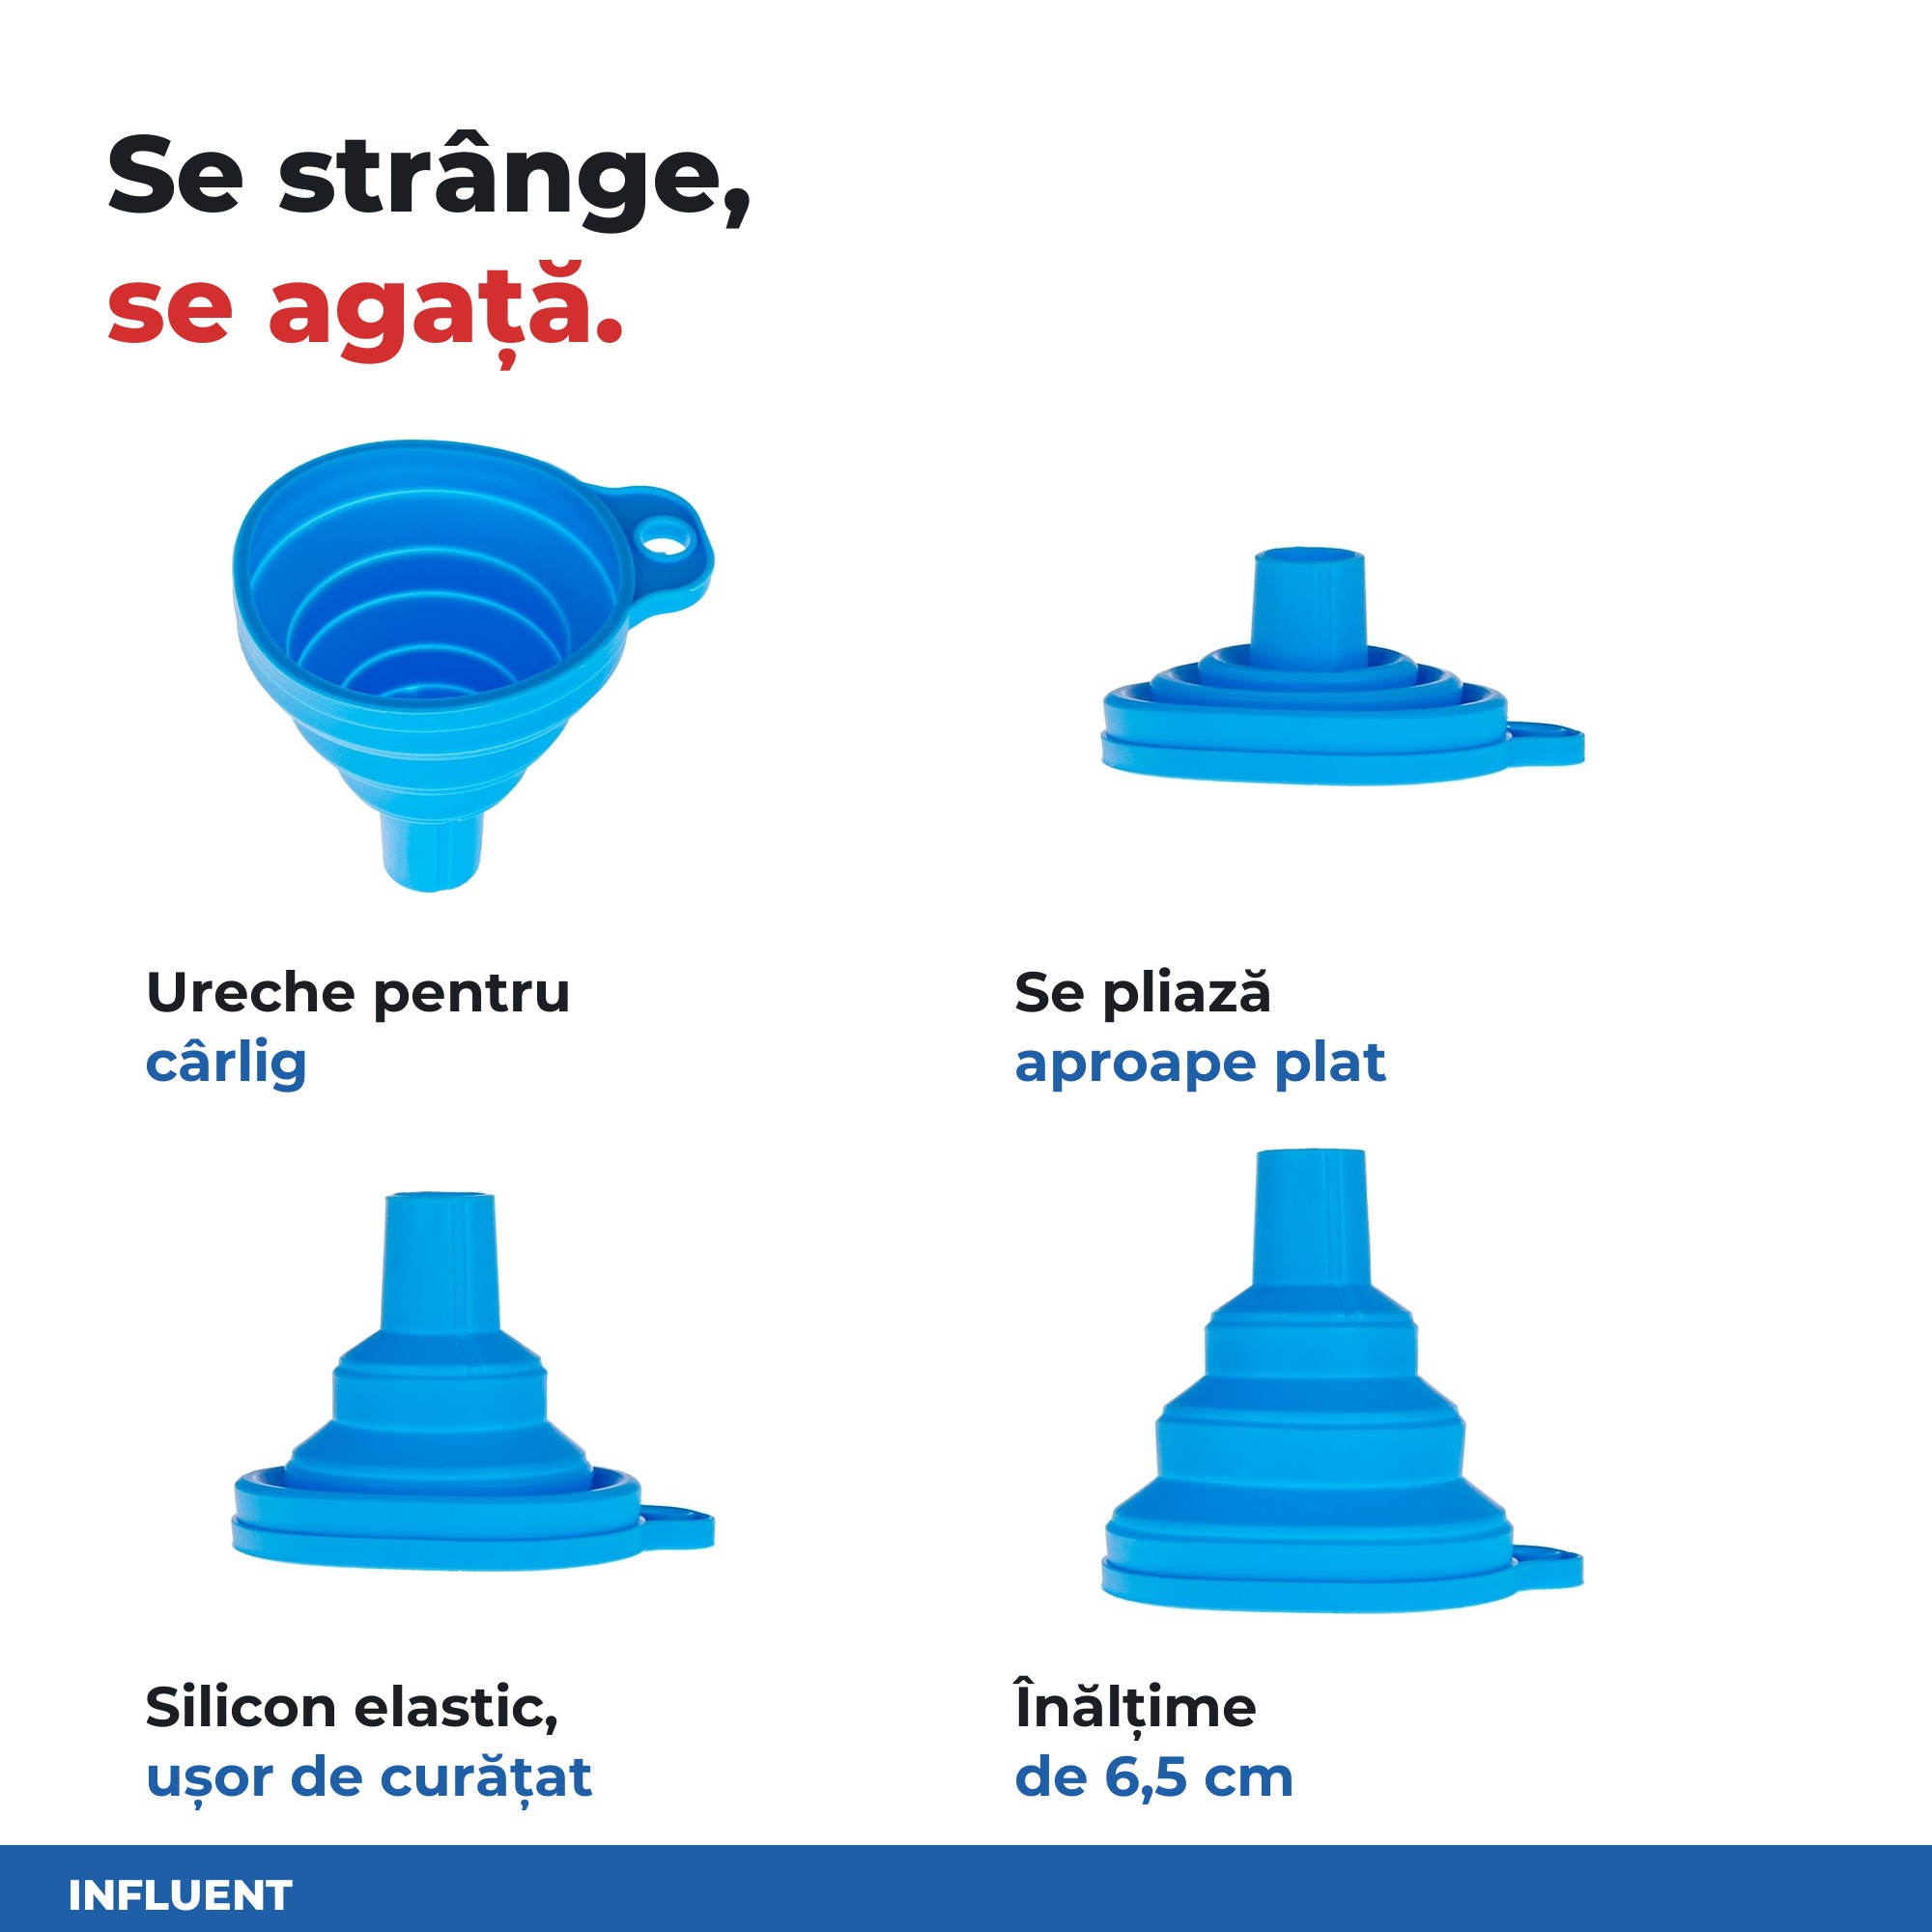 Se strânge,
se agață.
Ureche pentru
cârlig
Se pliază
aproape plat
Silicon elastic,
ușor de curățat
Înălțime
de 6,5 cm
INFLUENT